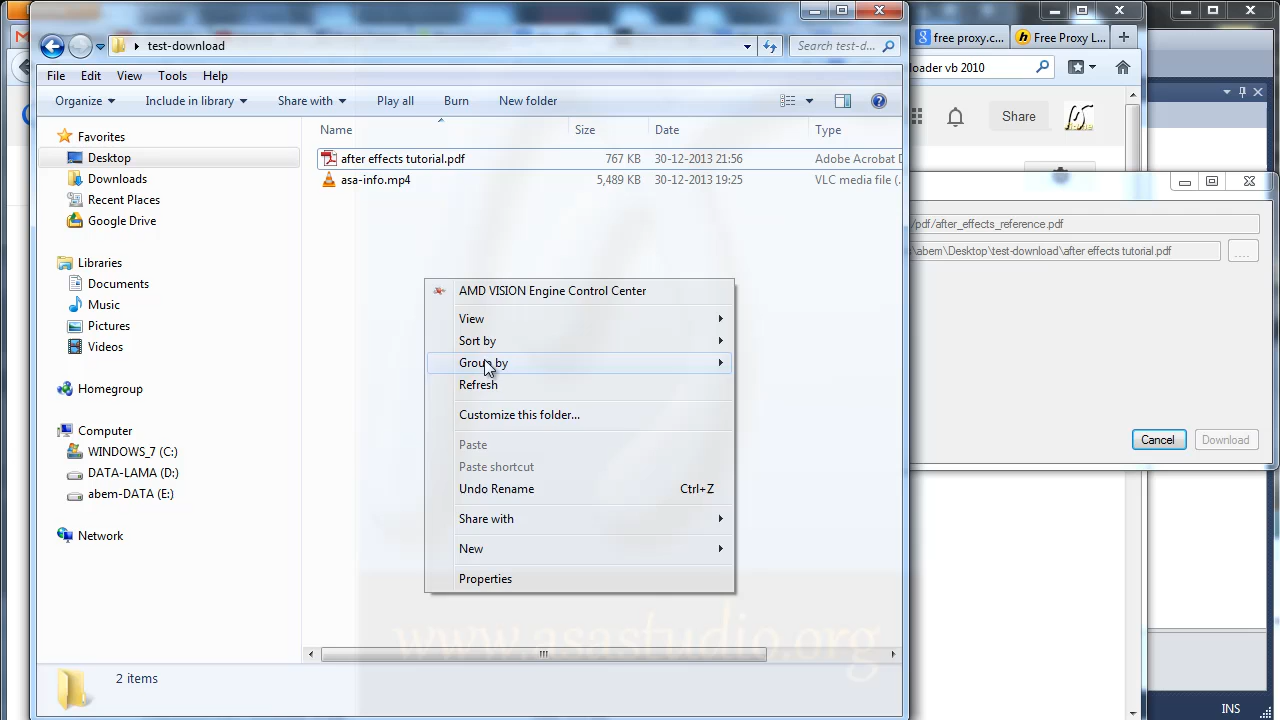 test-download
Search test-d...
File Edit View Tools Help
Organize Include in library Share with Play all Burn New folder
Name Size Date Type
after effects tutorial.pdf 767 KB 30-12-2013 21:56 Adobe Acrobat D
asa-info.mp4 5,489 KB 30-12-2013 19:25 VLC media file (.
Favorites
Desktop
Downloads
Recent Places
Google Drive
Libraries
Documents
Music
Pictures
Videos
Homegroup
Computer
WINDOWS_7 (C:)
DATA-LAMA (D:)
abem-DATA (E:)
Network
AMD VISION Engine Control Center
View
Sort by
Group by
Refresh
Customize this folder...
Paste
Paste shortcut
Undo Rename Ctrl+Z
Share with
New
Properties
www.asastudio.org
2 items
free proxy.c...
Free Proxy L...
loader vb 2010
Share
/pdf/after_effects_reference.pdf
\abem\Desktop\test-download\after effects tutorial.pdf
....
Cancel Download
INS